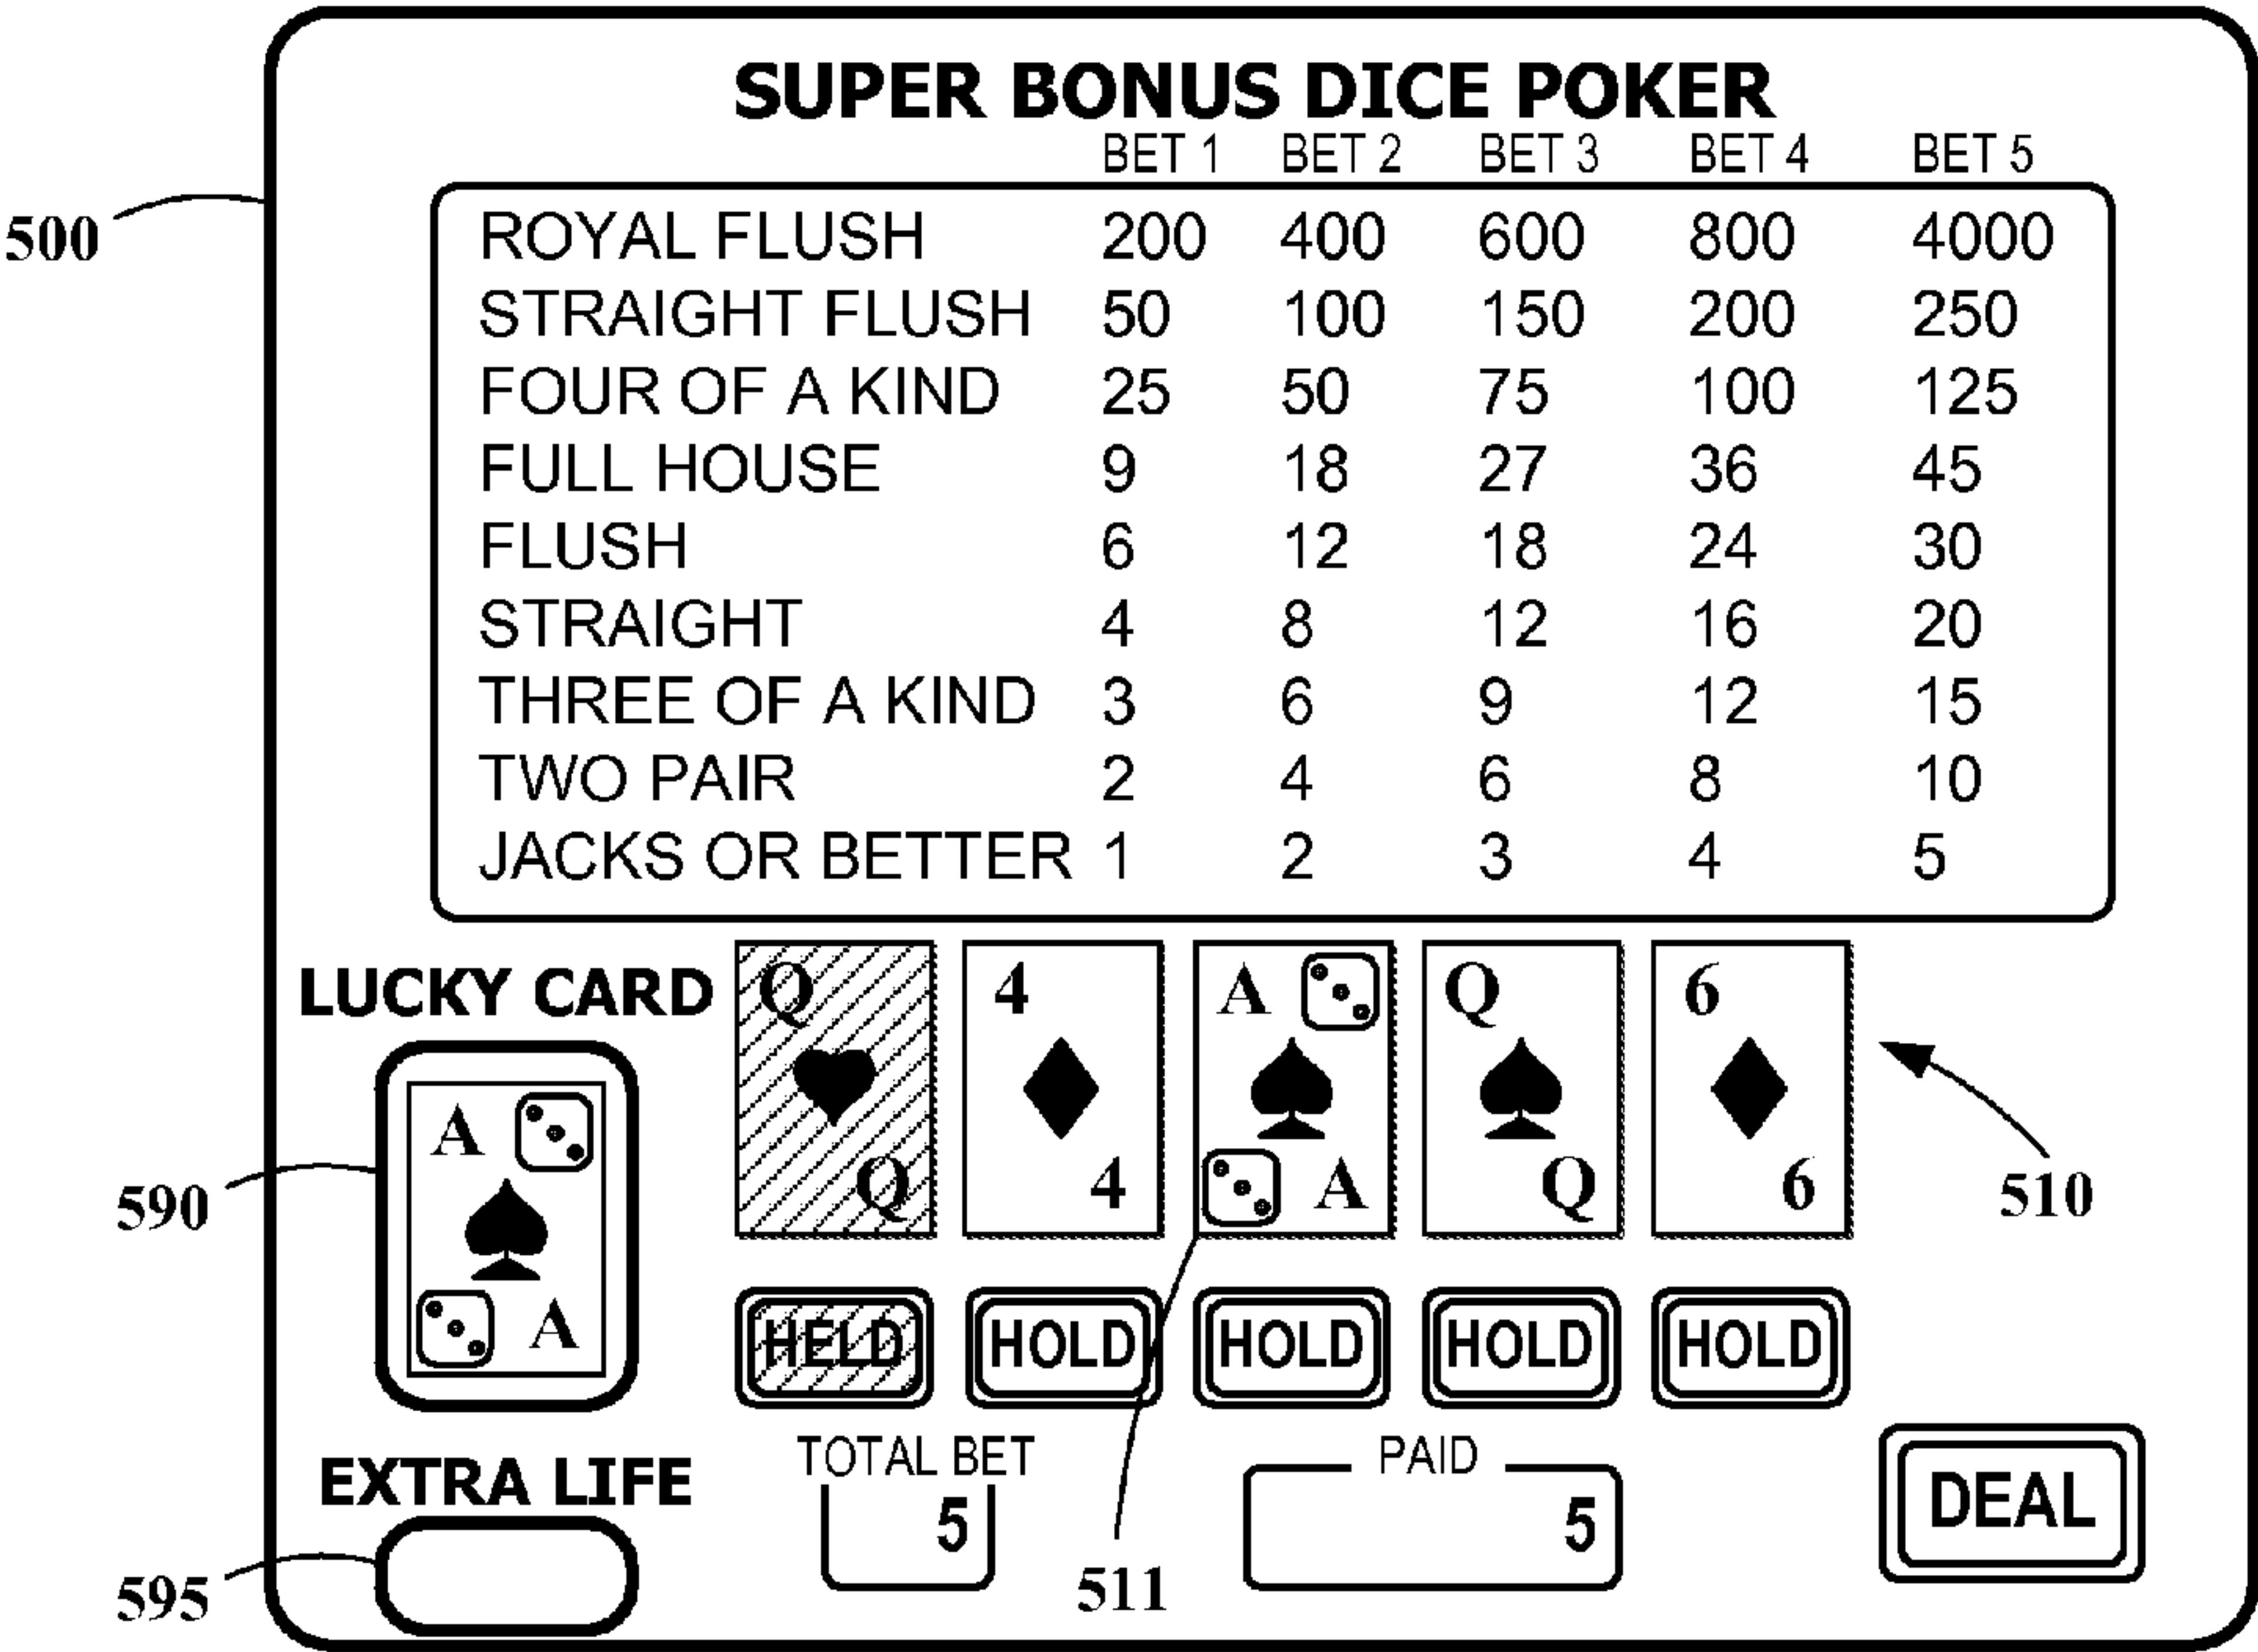 SUPER BONUS DICE POKER
BET 1 BET 2 BET 3 BET 4 BET 5
500
ROYAL FLUSH 200 400 600 800 4000
STRAIGHT FLUSH 50 100 150 200 250
FOUR OF A KIND 25 50 75 100 125
FULL HOUSE 9 18 27 36 45
FLUSH 6 12 18 24 30
STRAIGHT 4 8 12 16 20
THREE OF A KIND 3 6 9 12 15
TWO PAIR 2 4 6 8 10
JACKS OR BETTER 1 2 3 4 5
LUCKY CARD
Q 4 A Q 6
A
590
Q 4 A Q 6
510
A
HELD HOLD HOLD HOLD HOLD
EXTRA LIFE
TOTAL BET PAID
5 5
DEAL
595
511